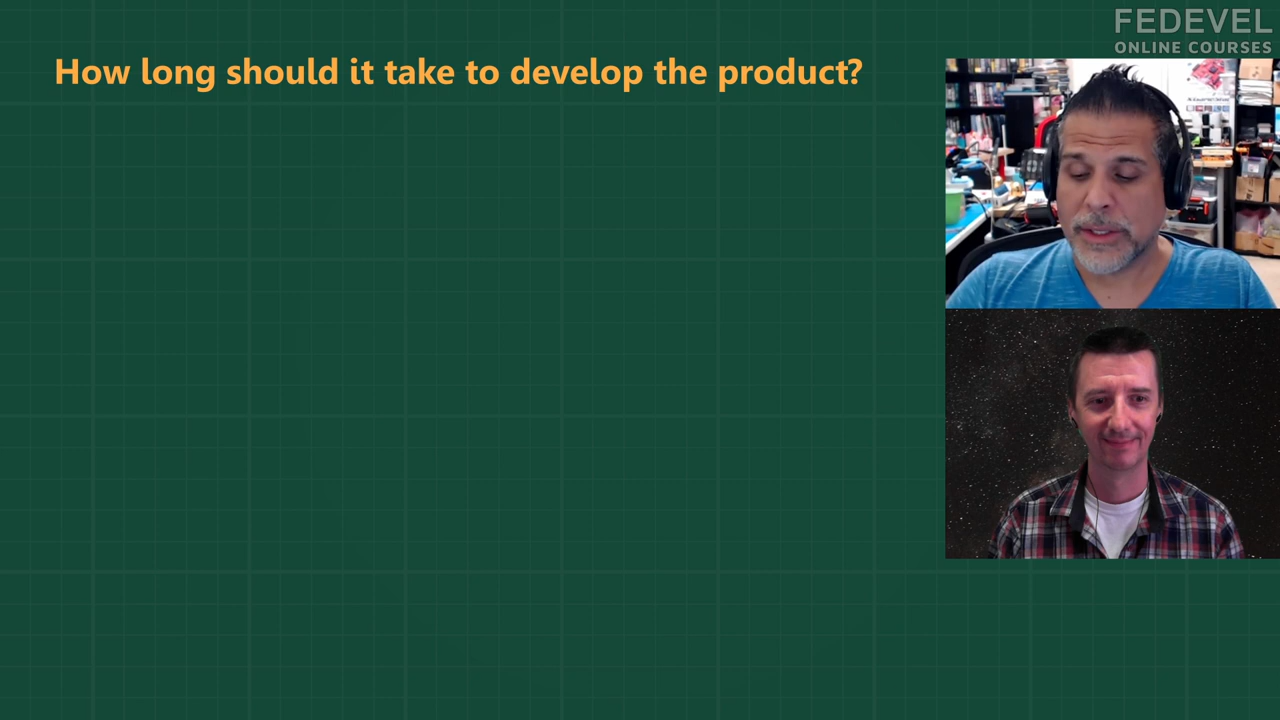 FEDEVEL
ONLINE COURSES
How long should it take to develop the product?